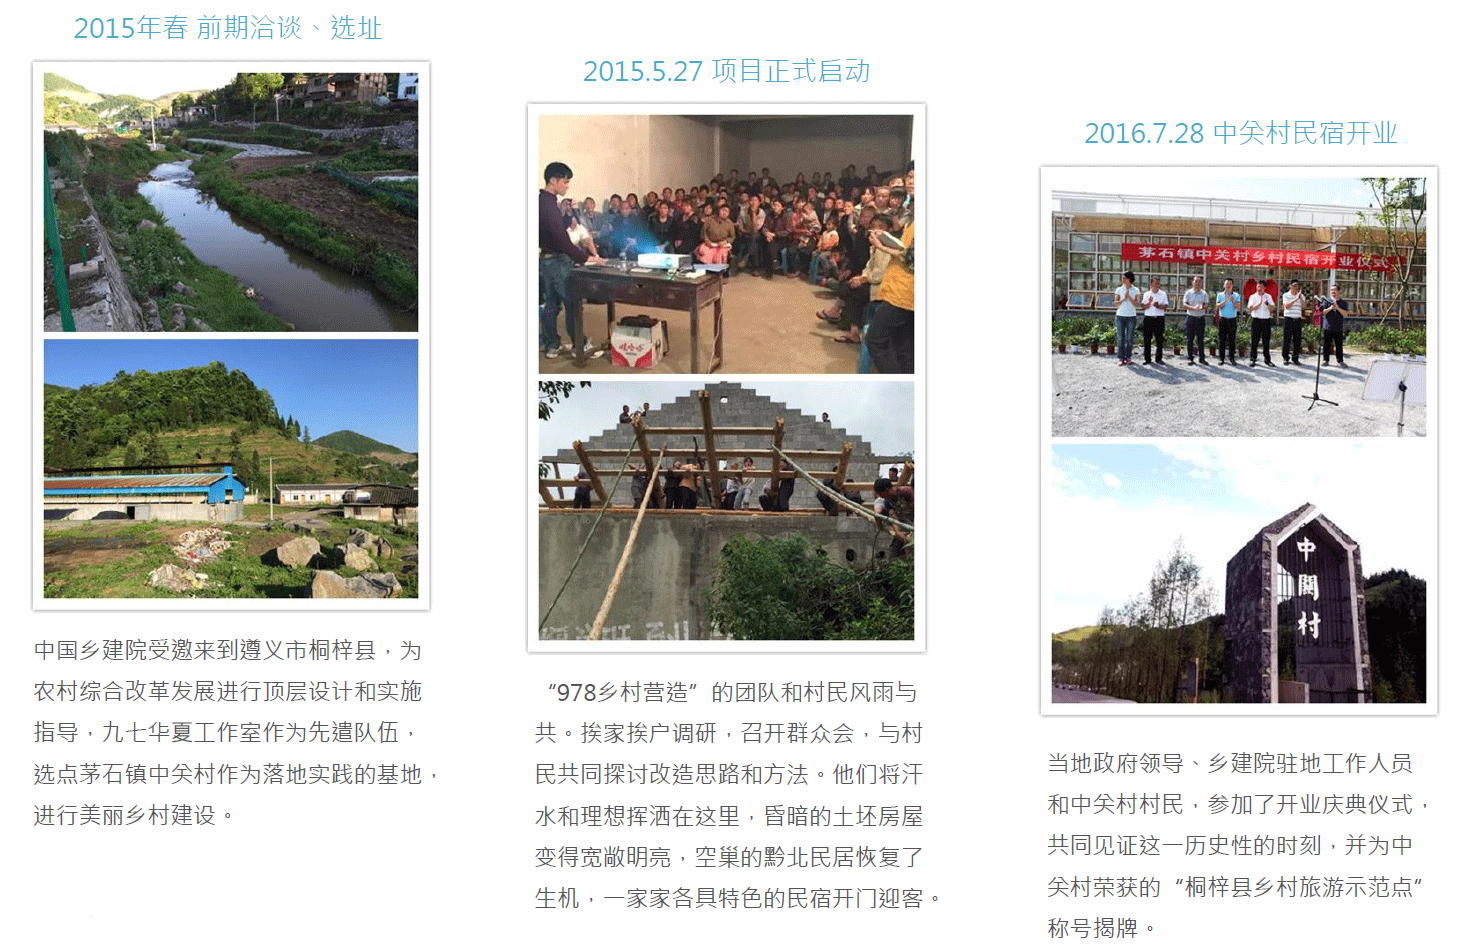 2015年春 前期洽谈、选址
中国乡建院受邀来到遵义市桐梓县，为
农村综合改革发展进行顶层设计和实施
指导，九七华夏工作室作为先遣队伍，
选点茅石镇中关村作为落地实践的基地，
进行美丽乡村建设。
2015.5.27 项目正式启动
娃哈哈
“978乡村营造”的团队和村民风雨与
共。挨家挨户调研，召开群众会，与村
民共同探讨改造思路和方法。他们将汗
水和理想挥洒在这里，昏暗的土坯房屋
变得宽敞明亮，空巢的黔北民居恢复了
生机，一家家各具特色的民宿开门迎客。
2016.7.28 中关村民宿开业
茅石镇中关村乡村民宿开业仪式
中關村
当地政府领导、乡建院驻地工作人员
和中关村村民，参加了开业庆典仪式，
共同见证这一历史性的时刻，并为中
关村荣获的“桐梓县乡村旅游示范点”
称号揭牌。